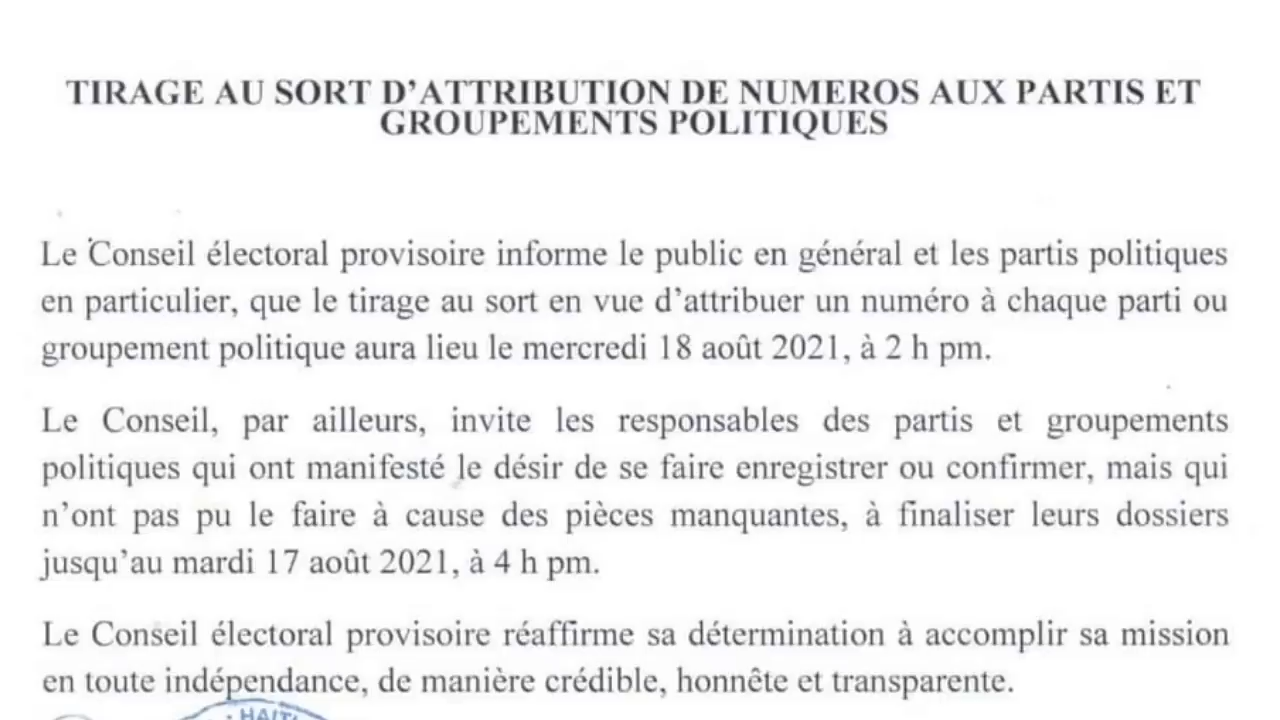 TIRAGE AU SORT D'ATTRIBUTION DE NUMEROS AUX PARTIS ET
GROUPEMENTS POLITIQUES
Le Conseil électoral provisoire informe le public en général et les partis politiques
en particulier, que le tirage au sort en vue d'attribuer un numéro à chaque parti ou
groupement politique aura lieu le mercredi 18 août 2021, à 2 h pm.
Le Conseil, par ailleurs, invite les responsables des partis et groupements
politiques qui ont manifesté le désir de se faire enregistrer ou confirmer, mais qui
n'ont pas pu le faire à cause des pièces manquantes, à finaliser leurs dossiers
jusqu'au mardi 17 août 2021, à 4 h pm.
Le Conseil électoral provisoire réaffirme sa détermination à accomplir sa mission
en toute indépendance, de manière crédible, honnête et transparente.